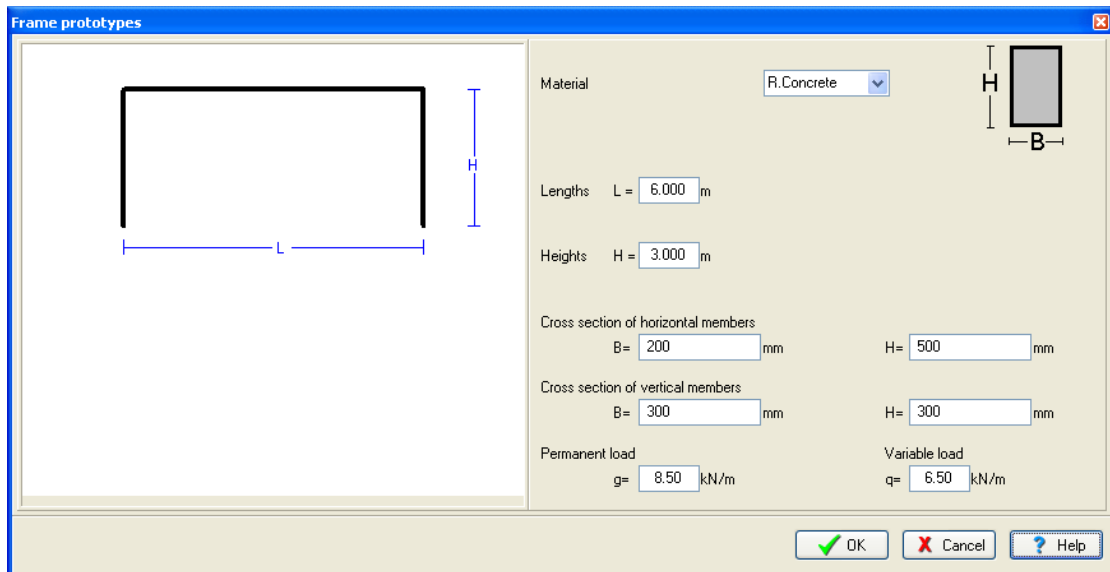 Frame prototypes
H
L
Material R.Concrete
H
B
Lengths L = 6.000 m
Heights H = 3.000 m
Cross section of horizontal members
B= 200 mm H= 500 mm
Cross section of vertical members
B= 300 mm H= 300 mm
Permanent load Variable load
g= 8.50 kN/m q= 6.50 kN/m
OK X Cancel ? Help